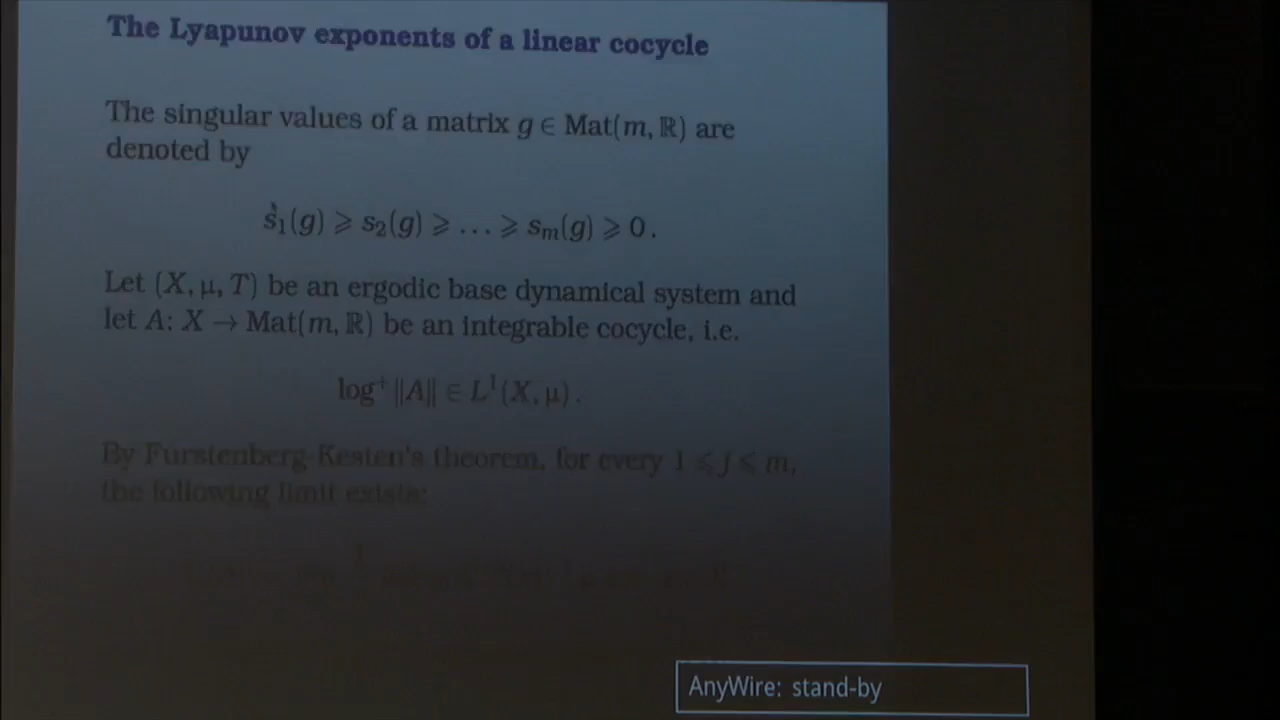 The Lyapunov exponents of a linear cocycle
The singular values of a matrix g ∈ Mat(m, ℝ) are
denoted by
s₁(g) ⩾ s₂(g) ⩾ … ⩾ sₘ(g) ⩾ 0.
Let (X, μ, T) be an ergodic base dynamical system and
let A: X → Mat(m, ℝ) be an integrable cocycle, i.e.
log⁺ ‖A‖ ∈ L¹(X, μ).
By Furstenberg-Kesten's theorem, for every 1 ⩽ j ⩽ m,
the following limit exists:
AnyWire: stand-by